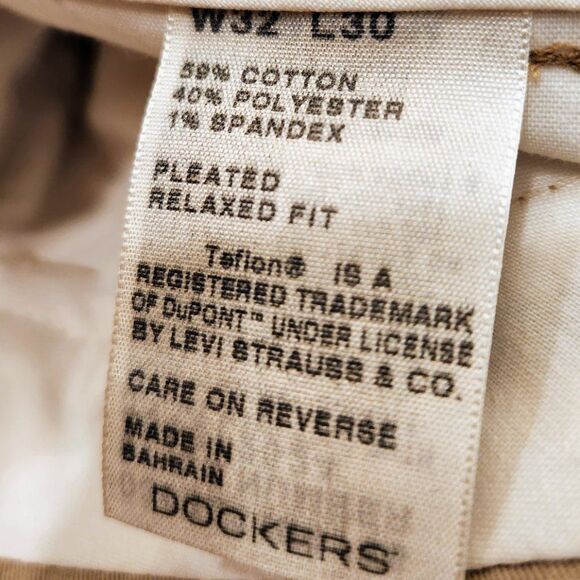 W32 L30
59% COTTON
40% POLYESTER
1% SPANDEX
PLEATED
RELAXED FIT
Teflon® IS A
REGISTERED TRADEMARK
OF DuPONT™ UNDER LICENSE
BY LEVI STRAUSS & CO.
CARE ON REVERSE
MADE IN
BAHRAIN
DOCKERS®